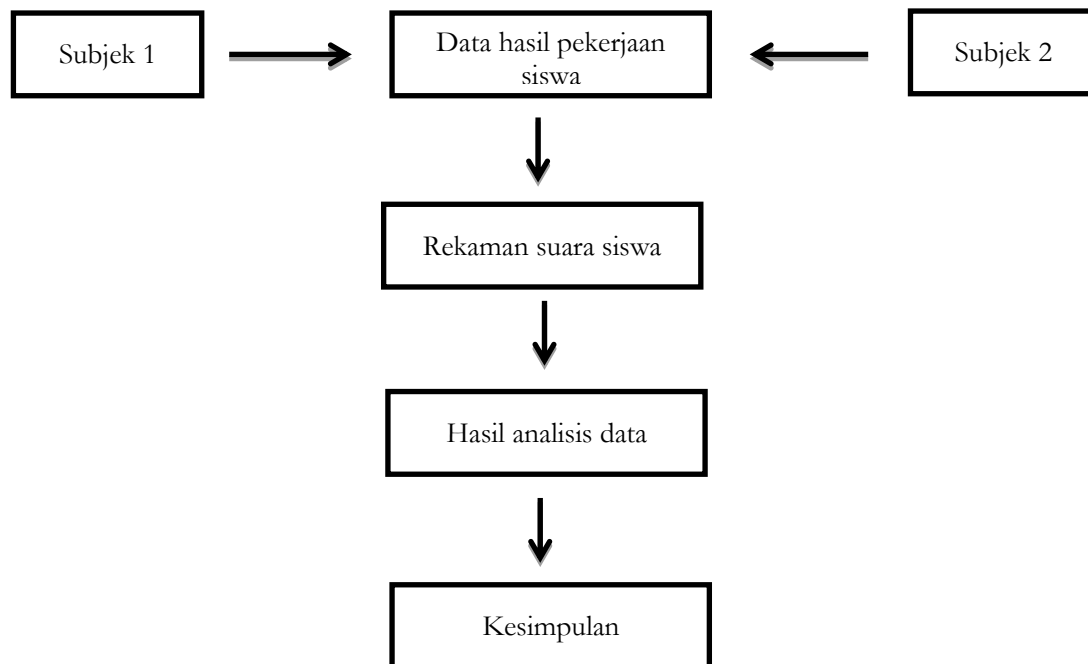 Subjek 1
Data hasil pekerjaan
siswa
Subjek 2
Rekaman suara siswa
Hasil analisis data
Kesimpulan